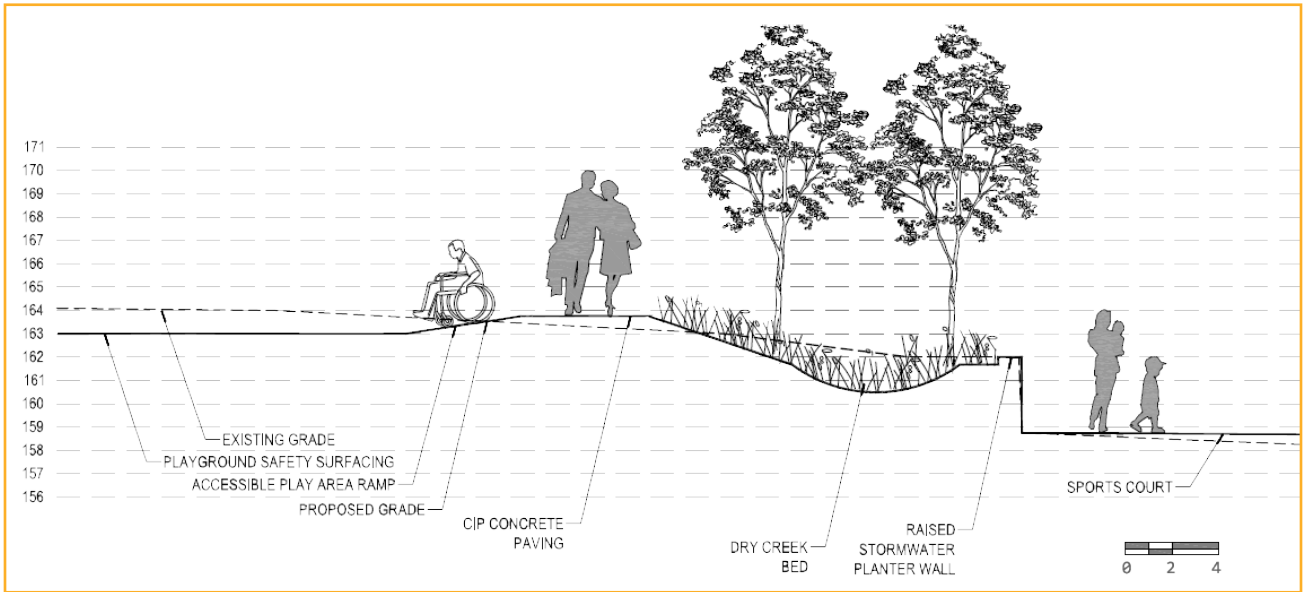 171
170
169
168
167
166
165
164
163
162
161
160
159
158
157
156
EXISTING GRADE
PLAYGROUND SAFETY SURFACING
ACCESSIBLE PLAY AREA RAMP
PROPOSED GRADE
CIP CONCRETE
PAVING
DRY CREEK
BED
RAISED
STORMWATER
PLANTER WALL
SPORTS COURT
0 2 4